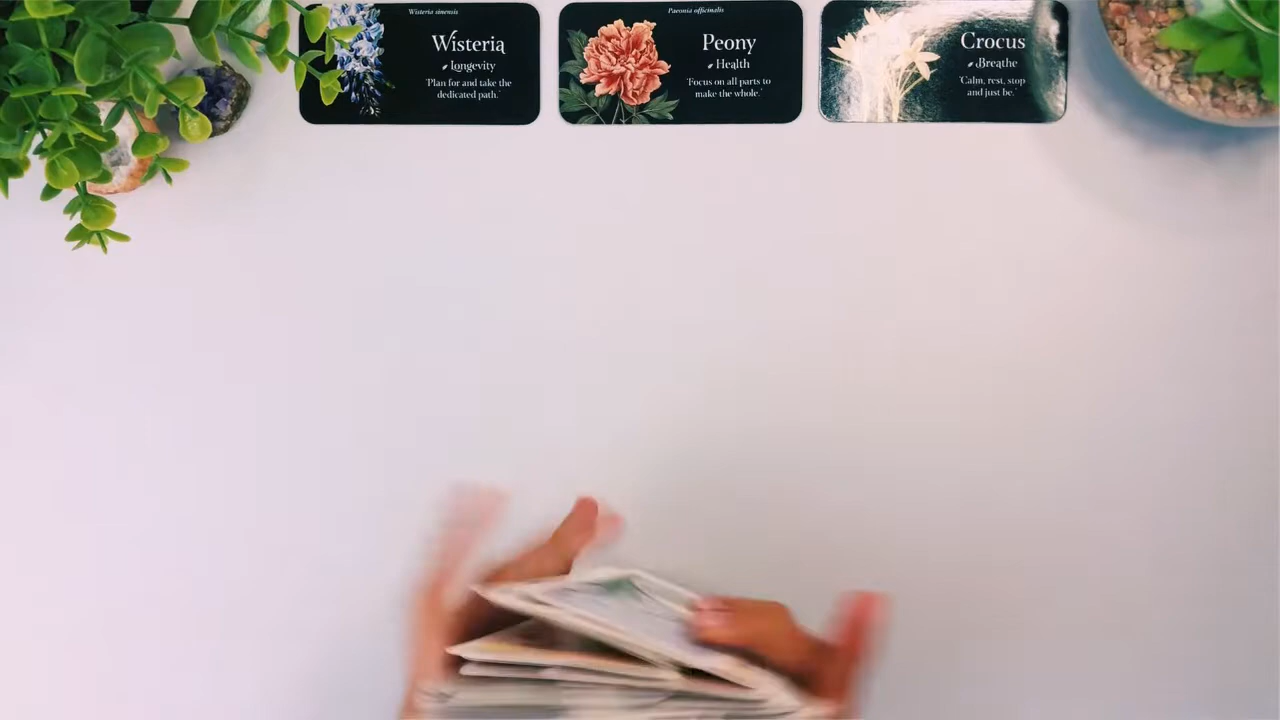 Wisteria sinensis
Wisteria
Longevity
'Plan for and take the
dedicated path.'
Paeonia officinalis
Peony
Health
'Focus on all parts to
make the whole.'
Crocus
Breathe
'Calm, rest, stop
and just be.'